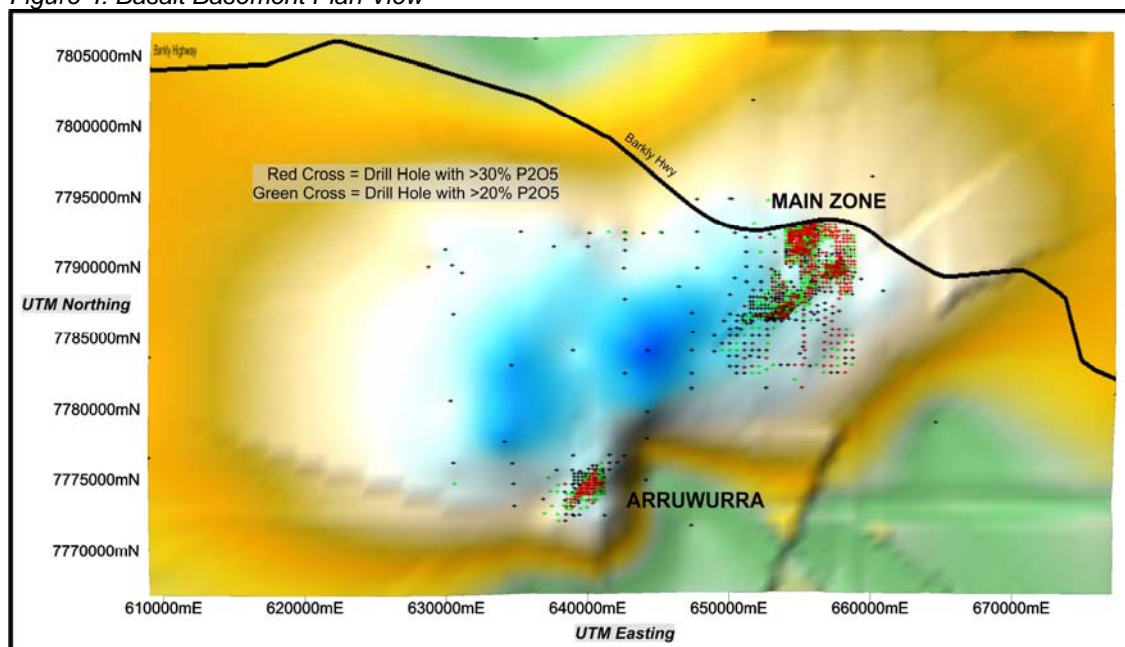 Figure 4: Basalt Basement Plan View
7805000mN
Barkly Highway
7800000mN
Barkly Hwy
Red Cross = Drill Hole with >30% P2O5
Green Cross = Drill Hole with >20% P2O5
7795000mN
MAIN ZONE
7790000mN
UTM Northing
7785000mN
7780000mN
7775000mN
ARRUWURRA
7770000mN
610000mE
620000mE
630000mE
640000mE
650000mE
660000mE
670000mE
UTM Easting